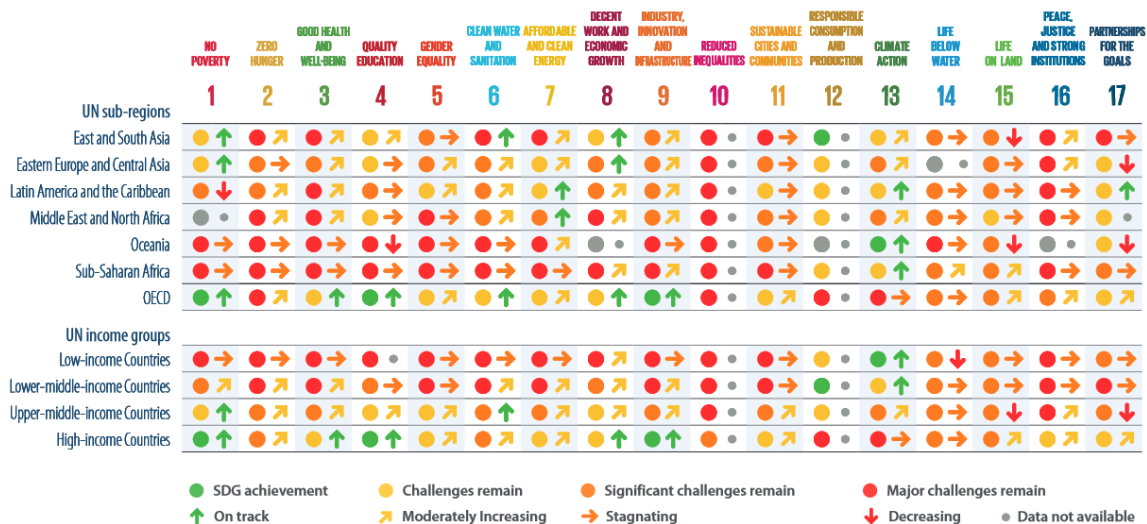 NO POVERTY
ZERO HUNGER
GOOD HEALTH AND WELL-BEING
QUALITY EDUCATION
GENDER EQUALITY
CLEAN WATER AND SANITATION
AFFORDABLE AND CLEAN ENERGY
DECENT WORK AND ECONOMIC GROWTH
INDUSTRY, INNOVATION AND INFRASTRUCTURE
REDUCED INEQUALITIES
SUSTAINABLE CITIES AND COMMUNITIES
RESPONSIBLE CONSUMPTION AND PRODUCTION
CLIMATE ACTION
LIFE BELOW WATER
LIFE ON LAND
PEACE, JUSTICE AND STRONG INSTITUTIONS
PARTNERSHIPS FOR THE GOALS
1 2 3 4 5 6 7 8 9 10 11 12 13 14 15 16 17
UN sub-regions
East and South Asia
Eastern Europe and Central Asia
Latin America and the Caribbean
Middle East and North Africa
Oceania
Sub-Saharan Africa
OECD
UN income groups
Low-income Countries
Lower-middle-income Countries
Upper-middle-income Countries
High-income Countries
SDG achievement Challenges remain Significant challenges remain Major challenges remain
On track Moderately Increasing Stagnating Decreasing Data not available